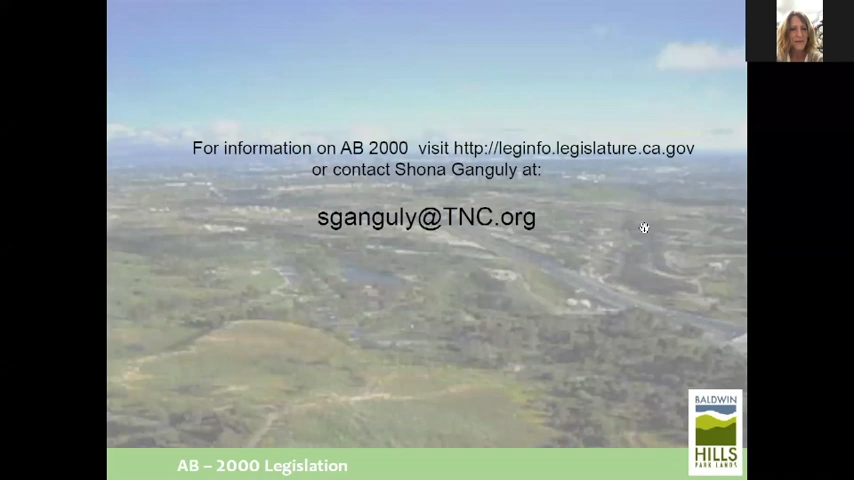 For information on AB 2000 visit http://leginfo.legislature.ca.gov
or contact Shona Ganguly at:
sganguly@TNC.org
BALDWIN
HILLS
PARK LANDS
AB – 2000 Legislation